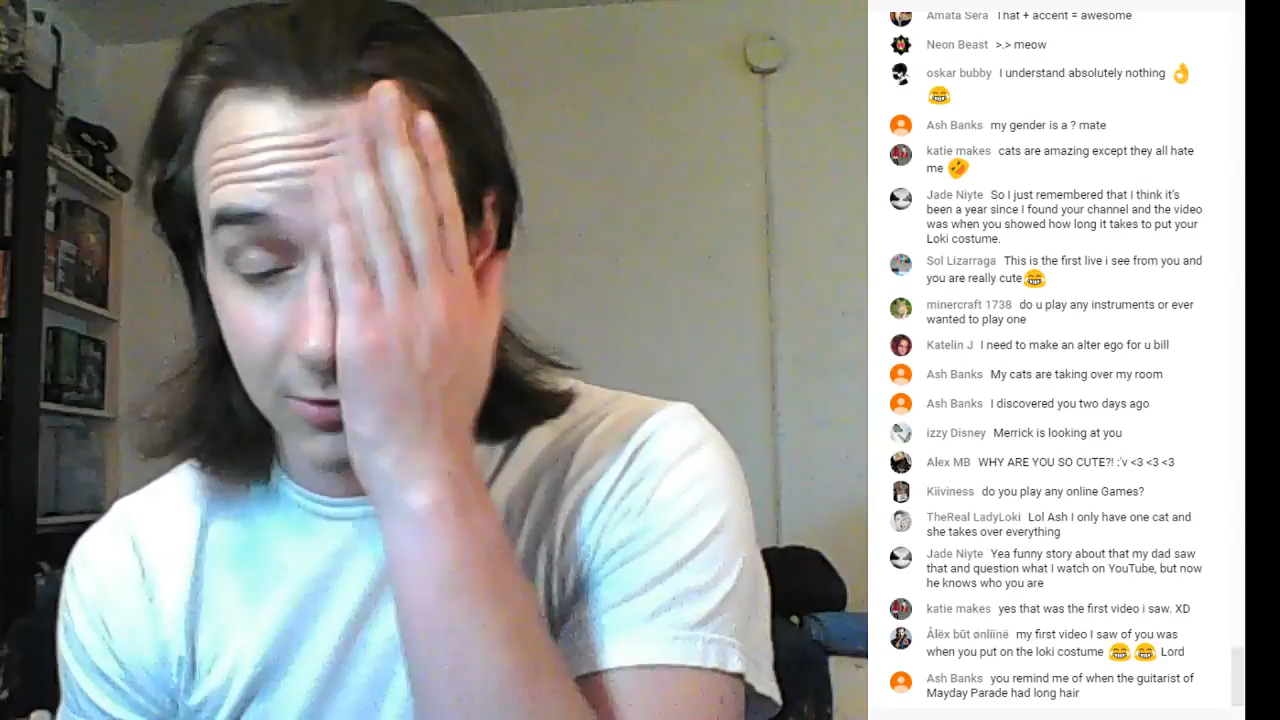 Amata Sera That + accent = awesome
Neon Beast >.> meow
oskar bubby I understand absolutely nothing 👌
😂
Ash Banks my gender is a ? mate
katie makes cats are amazing except they all hate
me 🤣
Jade Niyte So I just remembered that I think it's
been a year since I found your channel and the video
was when you showed how long it takes to put your
Loki costume.
Sol Lizarraga This is the first live i see from you and
you are really cute😂
minercraft 1738 do u play any instruments or ever
wanted to play one
Katelin J I need to make an alter ego for u bill
Ash Banks My cats are taking over my room
Ash Banks I discovered you two days ago
izzy Disney Merrick is looking at you
Alex MB WHY ARE YOU SO CUTE?! :'v <3 <3 <3
Kiiviness do you play any online Games?
TheReal LadyLoki Lol Ash I only have one cat and
she takes over everything
Jade Niyte Yea funny story about that my dad saw
that and question what I watch on YouTube, but now
he knows who you are
katie makes yes that was the first video i saw. XD
Ålëx būt ønlïïnë my first video I saw of you was
when you put on the loki costume 😂 😂 Lord
Ash Banks you remind me of when the guitarist of
Mayday Parade had long hair